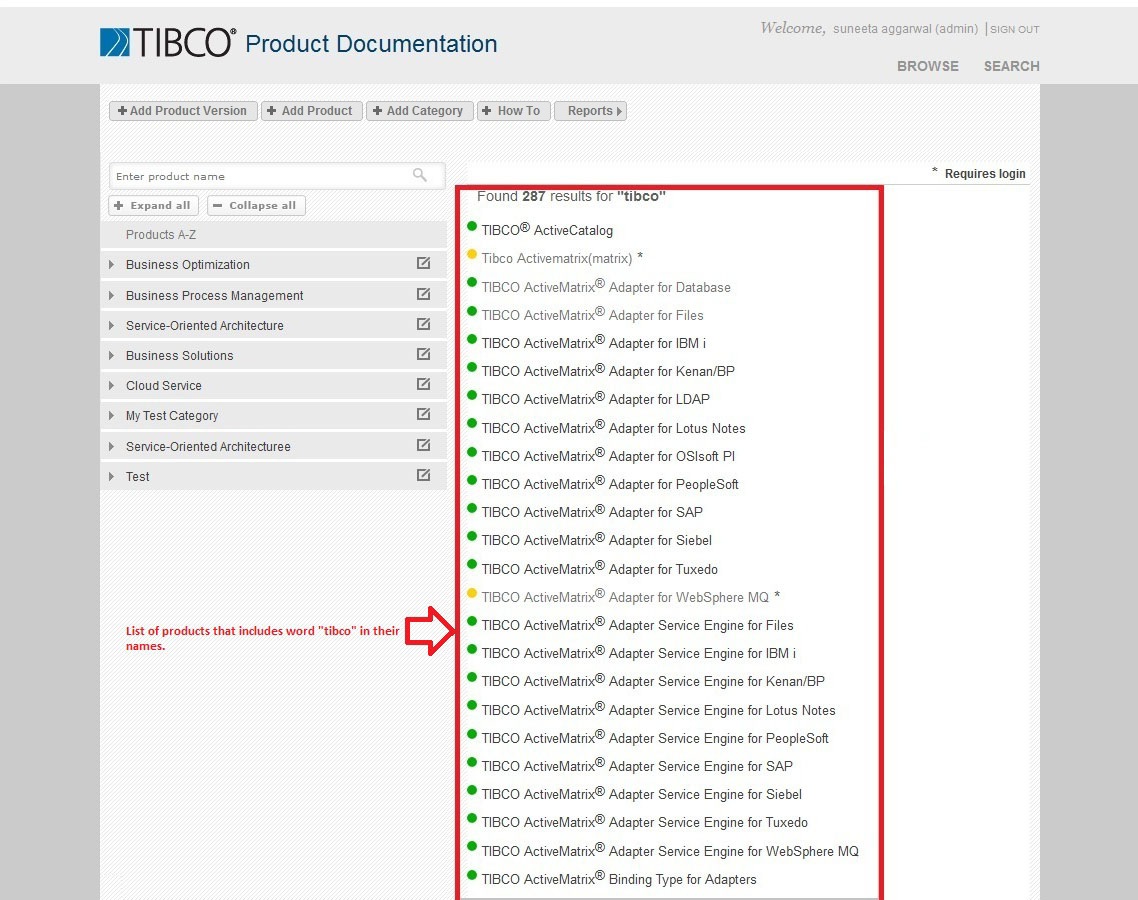 TIBCO® Product Documentation
Welcome, suneeta aggarwal (admin) | SIGN OUT
BROWSE SEARCH
Add Product Version Add Product Add Category How To Reports
Enter product name
Expand all Collapse all
Products A-Z
Business Optimization
Business Process Management
Service-Oriented Architecture
Business Solutions
Cloud Service
My Test Category
Service-Oriented Architecturee
Test
List of products that includes word "tibco" in their
names.
* Requires login
Found 287 results for "tibco"
TIBCO® ActiveCatalog
Tibco Activematrix(matrix) *
TIBCO ActiveMatrix® Adapter for Database
TIBCO ActiveMatrix® Adapter for Files
TIBCO ActiveMatrix® Adapter for IBM i
TIBCO ActiveMatrix® Adapter for Kenan/BP
TIBCO ActiveMatrix® Adapter for LDAP
TIBCO ActiveMatrix® Adapter for Lotus Notes
TIBCO ActiveMatrix® Adapter for OSIsoft PI
TIBCO ActiveMatrix® Adapter for PeopleSoft
TIBCO ActiveMatrix® Adapter for SAP
TIBCO ActiveMatrix® Adapter for Siebel
TIBCO ActiveMatrix® Adapter for Tuxedo
TIBCO ActiveMatrix® Adapter for WebSphere MQ *
TIBCO ActiveMatrix® Adapter Service Engine for Files
TIBCO ActiveMatrix® Adapter Service Engine for IBM i
TIBCO ActiveMatrix® Adapter Service Engine for Kenan/BP
TIBCO ActiveMatrix® Adapter Service Engine for Lotus Notes
TIBCO ActiveMatrix® Adapter Service Engine for PeopleSoft
TIBCO ActiveMatrix® Adapter Service Engine for SAP
TIBCO ActiveMatrix® Adapter Service Engine for Siebel
TIBCO ActiveMatrix® Adapter Service Engine for Tuxedo
TIBCO ActiveMatrix® Adapter Service Engine for WebSphere MQ
TIBCO ActiveMatrix® Binding Type for Adapters